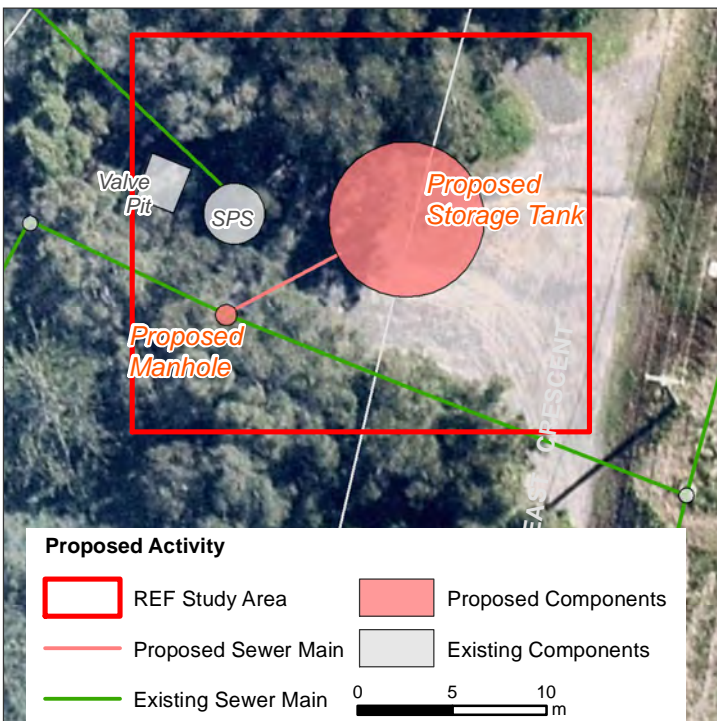 Valve
Pit
SPS
Proposed
Storage Tank
Proposed
Manhole
EAST CRESCENT
Proposed Activity
REF Study Area
Proposed Components
Proposed Sewer Main
Existing Components
Existing Sewer Main
0 5 10
m